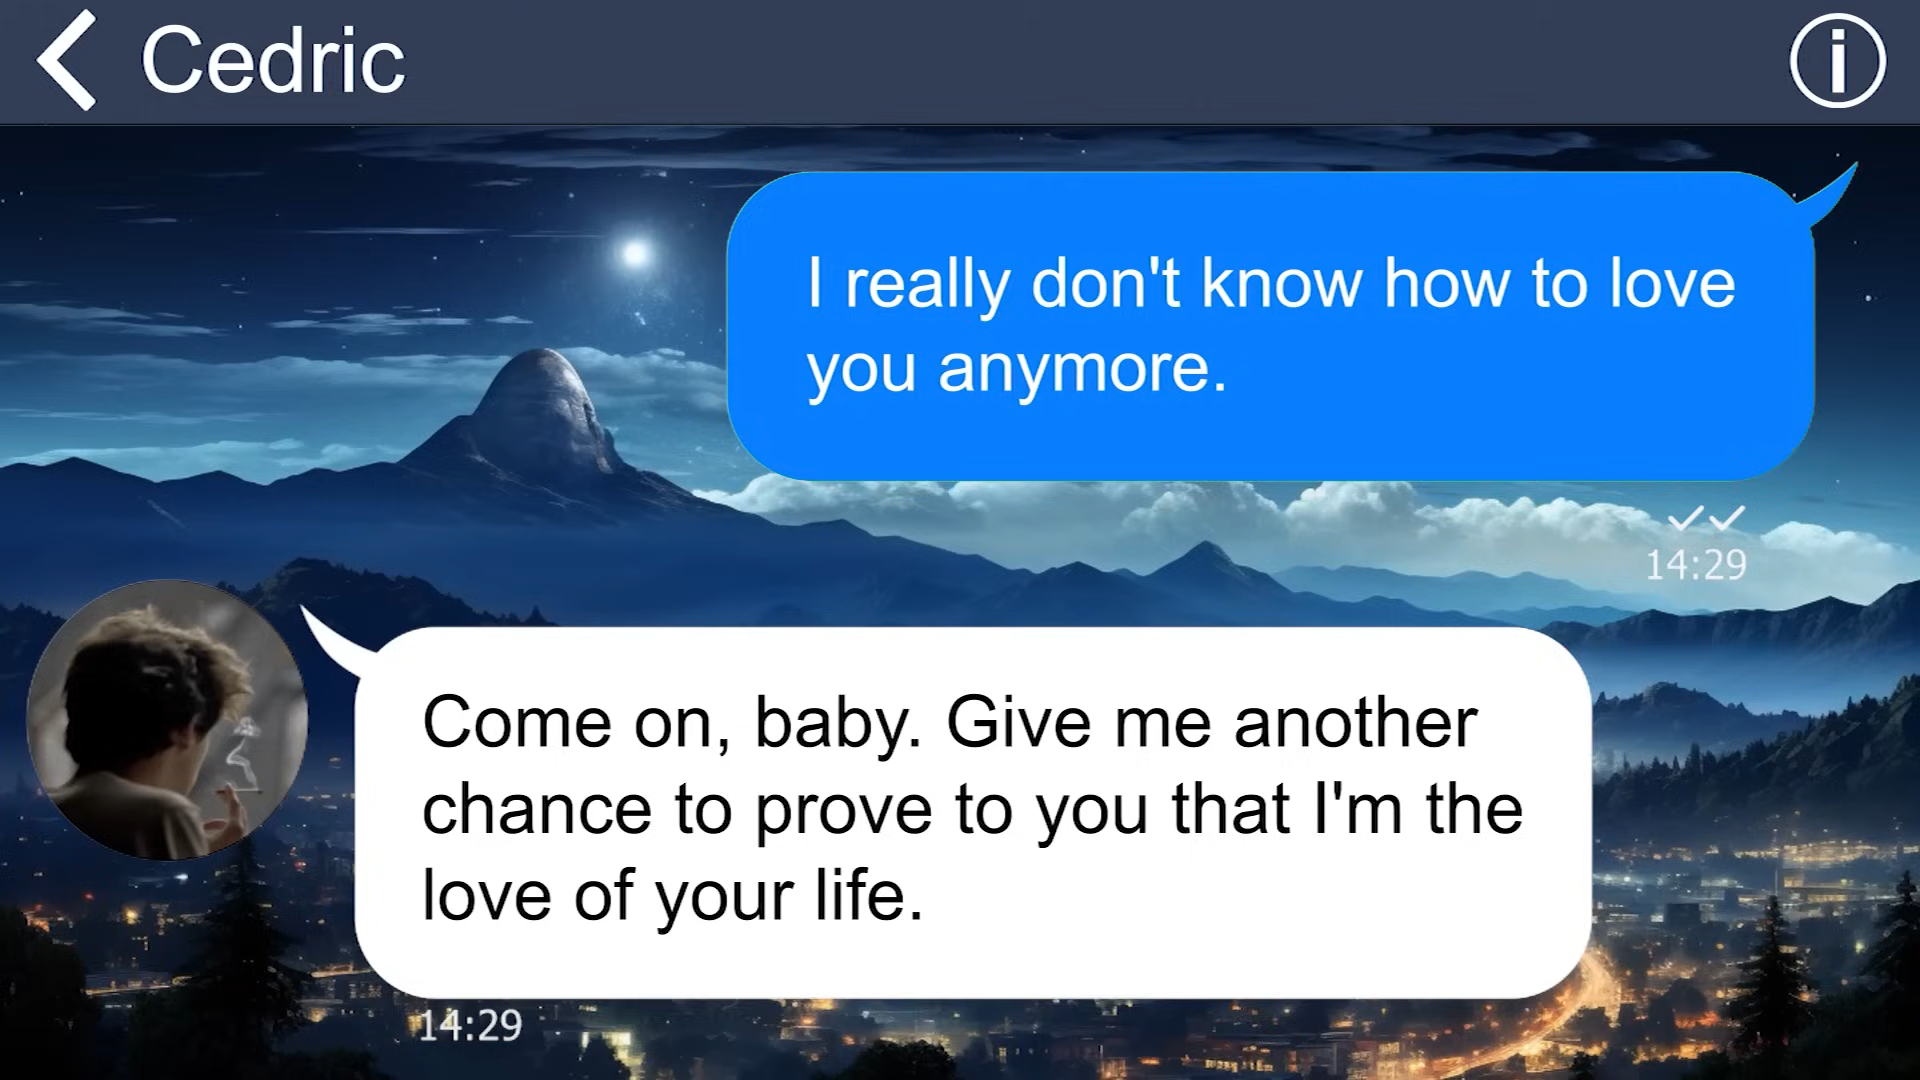 Cedric
I really don't know how to love
you anymore.
14:29
Come on, baby. Give me another
chance to prove to you that I'm the
love of your life.
14:29